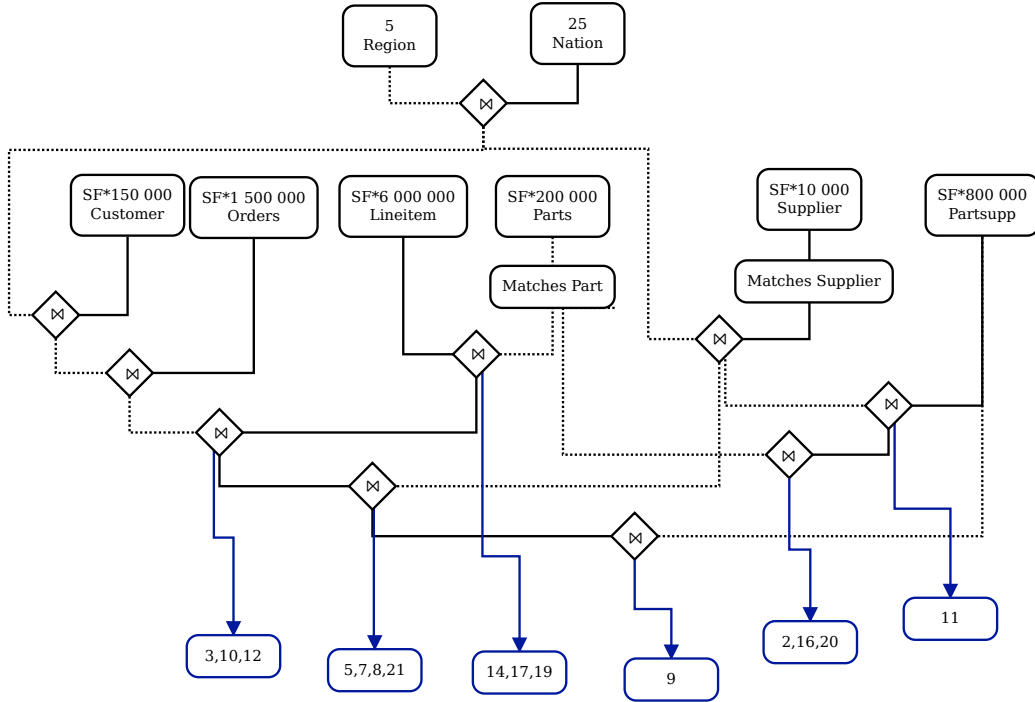 5
Region
25
Nation
SF*150 000
Customer
SF*1 500 000
Orders
SF*6 000 000
Lineitem
SF*200 000
Parts
SF*10 000
Supplier
SF*800 000
Partsupp
Matches Part
Matches Supplier
⋈
⋈
⋈
⋈
⋈
⋈
⋈
⋈
⋈
⋈
3,10,12
5,7,8,21
14,17,19
9
2,16,20
11